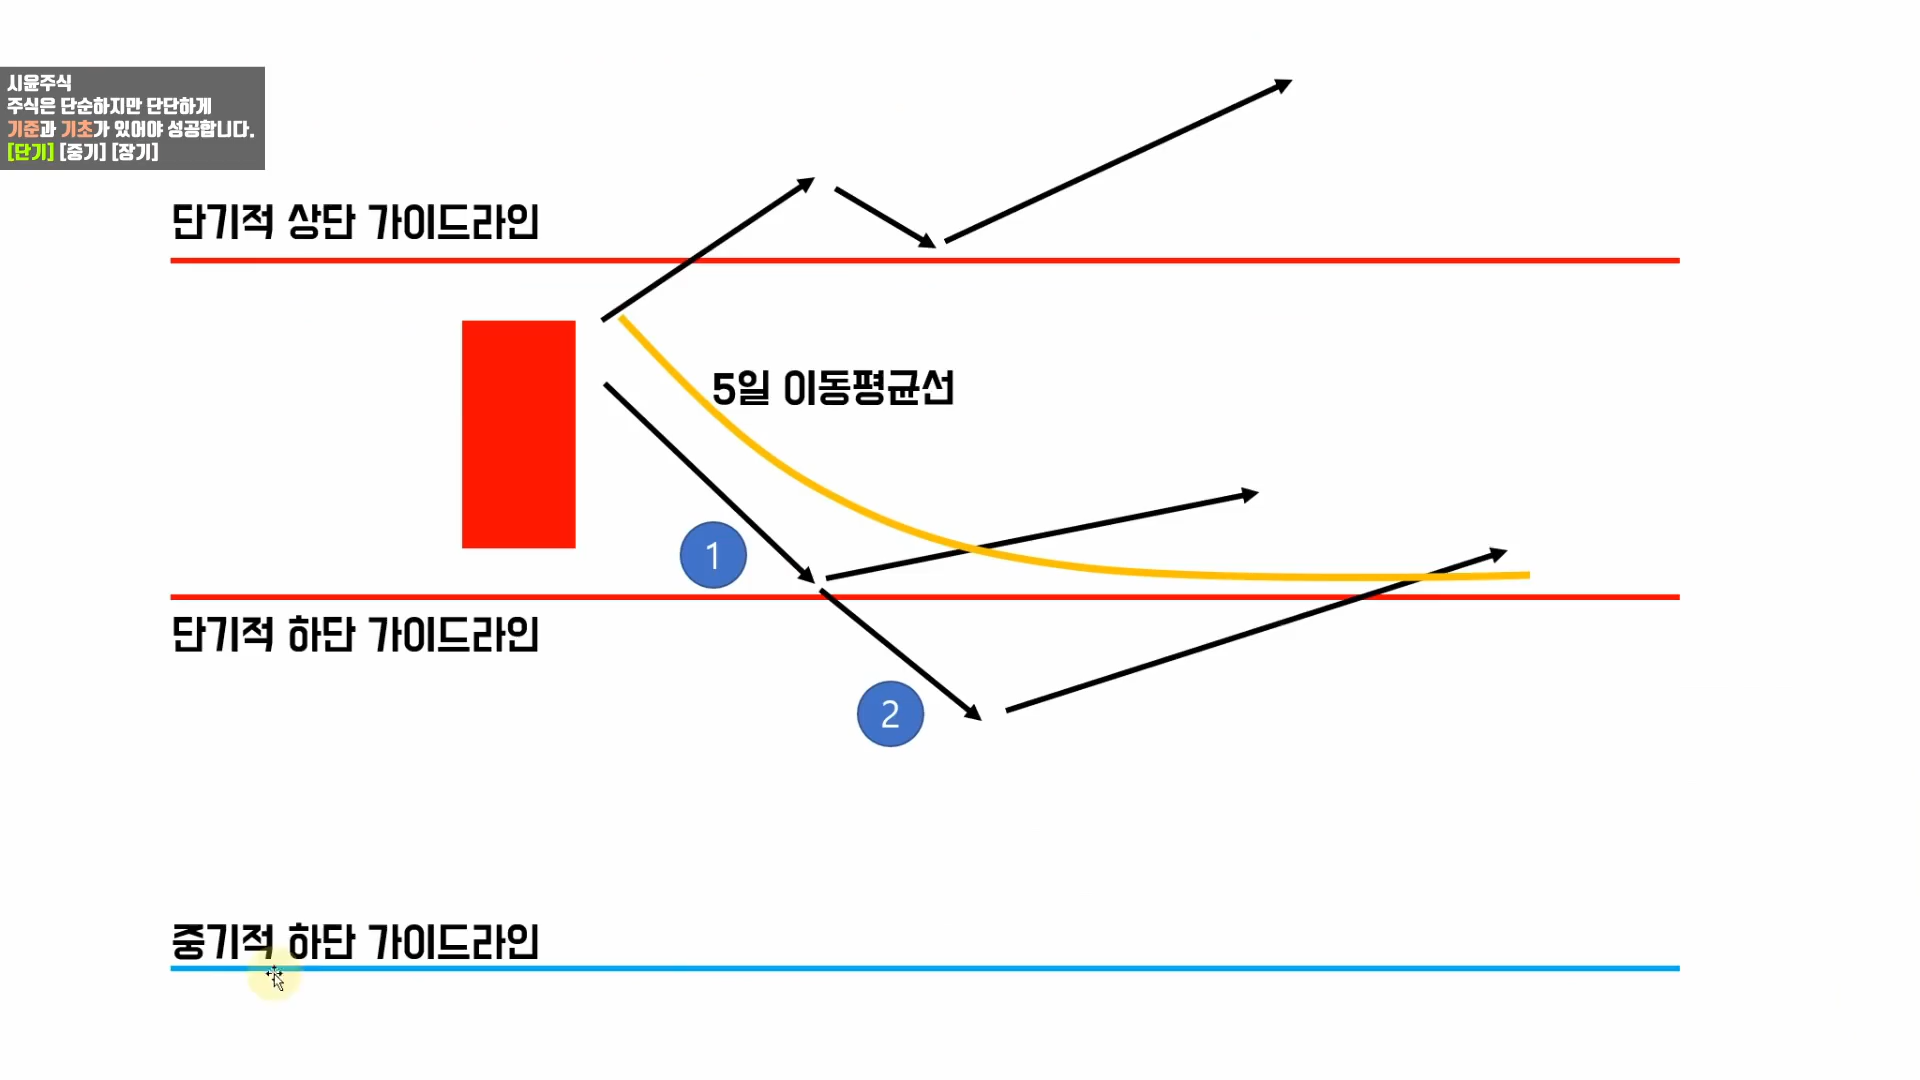 시윤주식
주식은 단순하지만 단단하게
기준과 기초가 있어야 성공합니다.
[단기] [중기] [장기]
단기적 상단 가이드라인
5일 이동평균선
1
단기적 하단 가이드라인
2
중기적 하단 가이드라인